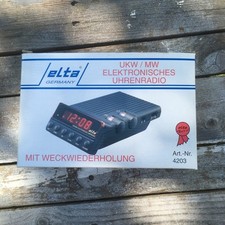 elta
GERMANY
UKW / MW
ELEKTRONISCHES
UHRENRADIO
12:08
MIT WECKWIEDERHOLUNG
Art.-Nr.
4203